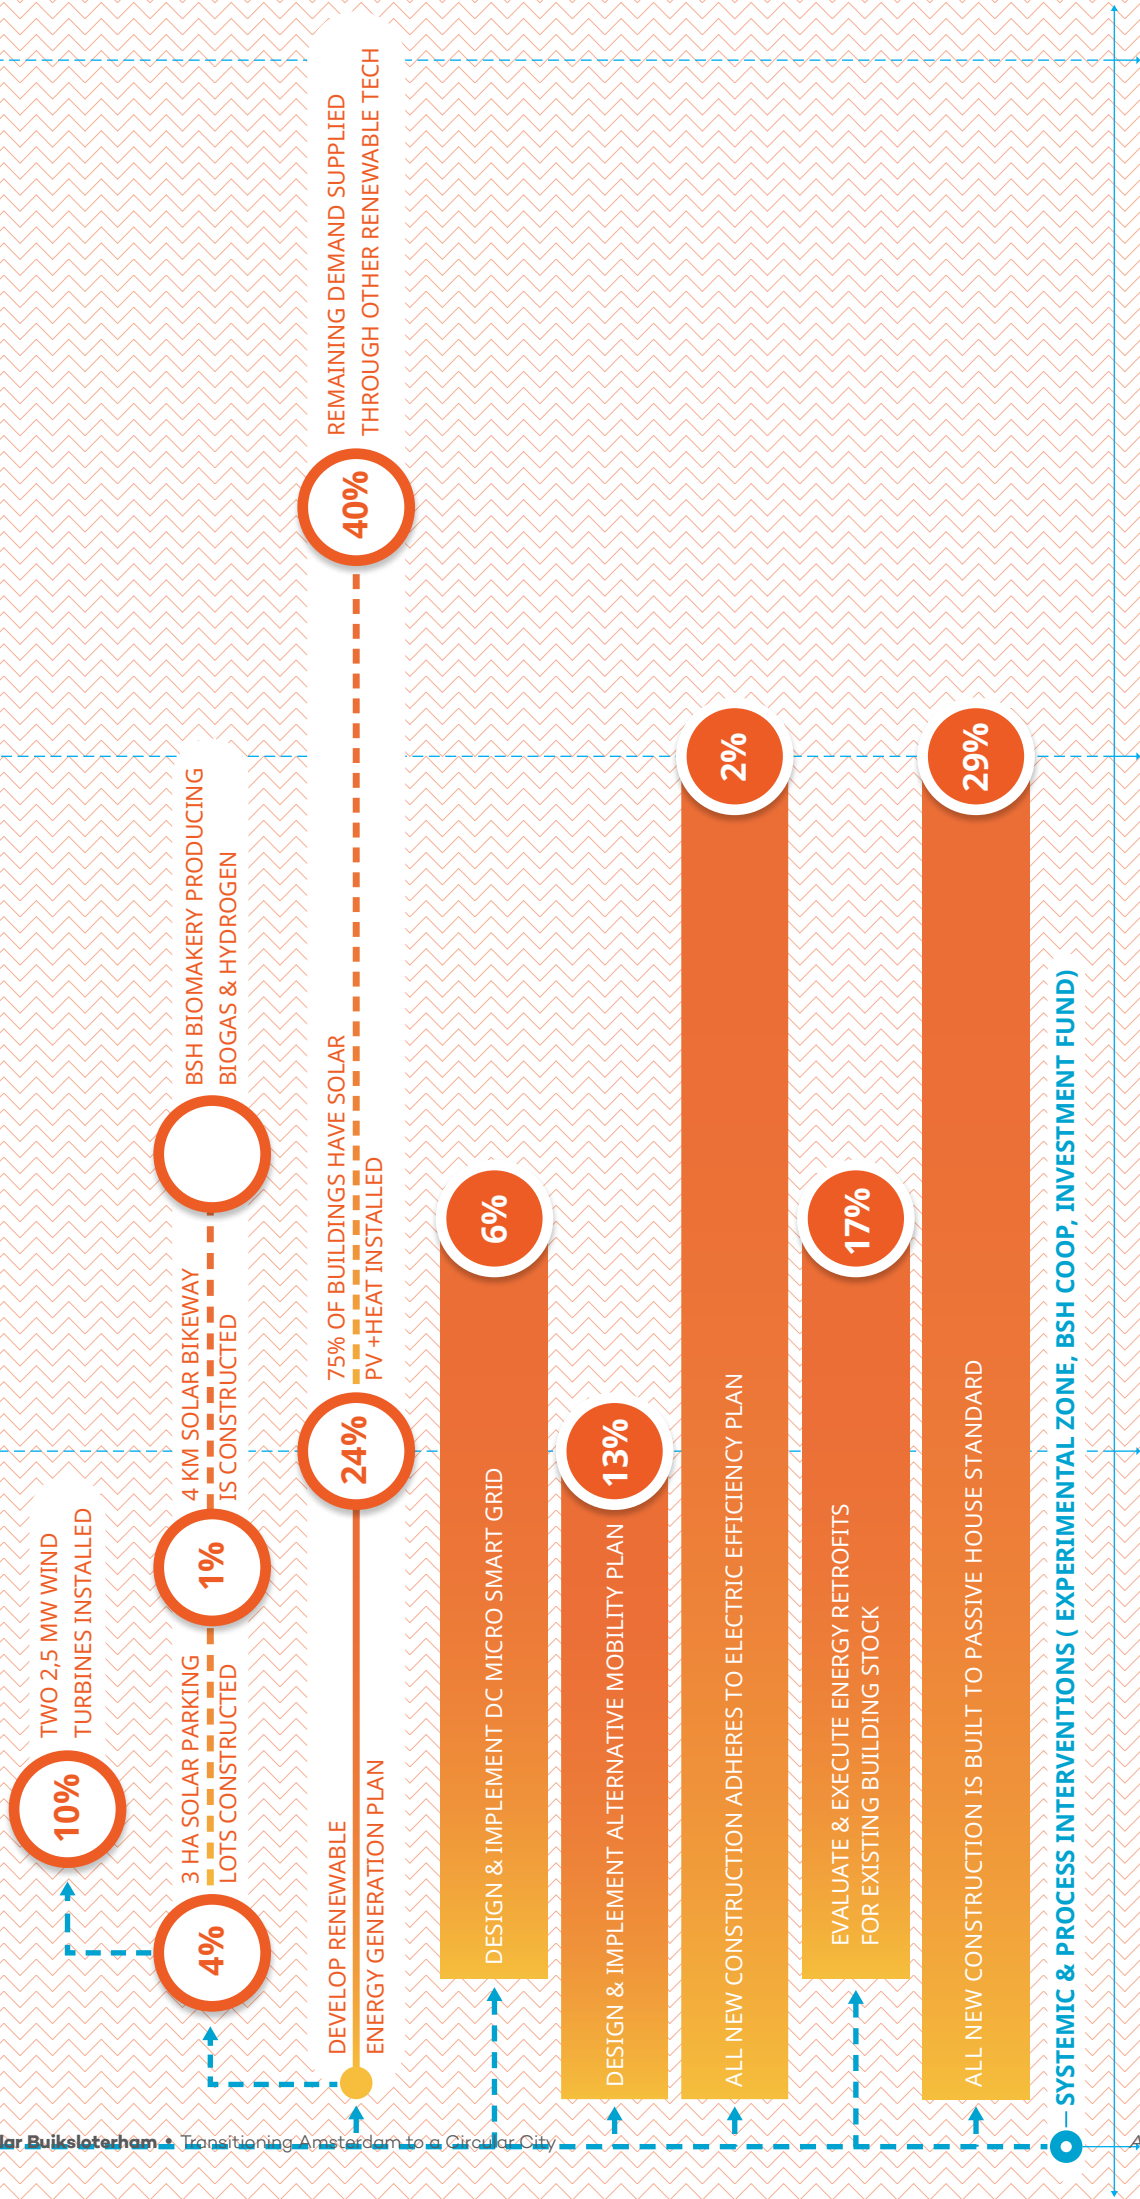 TWO 2,5 MW WIND
TURBINES INSTALLED
10%
BSH BIOMAKERY PRODUCING
BIOGAS & HYDROGEN
4 KM SOLAR BIKEWAY
IS CONSTRUCTED
1%
3 HA SOLAR PARKING
LOTS CONSTRUCTED
4%
REMAINING DEMAND SUPPLIED
THROUGH OTHER RENEWABLE TECH
40%
75% OF BUILDINGS HAVE SOLAR
PV +HEAT INSTALLED
24%
DEVELOP RENEWABLE
ENERGY GENERATION PLAN
DESIGN & IMPLEMENT DC MICRO SMART GRID
6%
DESIGN & IMPLEMENT ALTERNATIVE MOBILITY PLAN
13%
ALL NEW CONSTRUCTION ADHERES TO ELECTRIC EFFICIENCY PLAN
2%
EVALUATE & EXECUTE ENERGY RETROFITS
FOR EXISTING BUILDING STOCK
17%
ALL NEW CONSTRUCTION IS BUILT TO PASSIVE HOUSE STANDARD
29%
SYSTEMIC & PROCESS INTERVENTIONS ( EXPERIMENTAL ZONE, BSH COOP, INVESTMENT FUND)
lar Buiksloterham • Transitioning Amsterdam to a Circular City